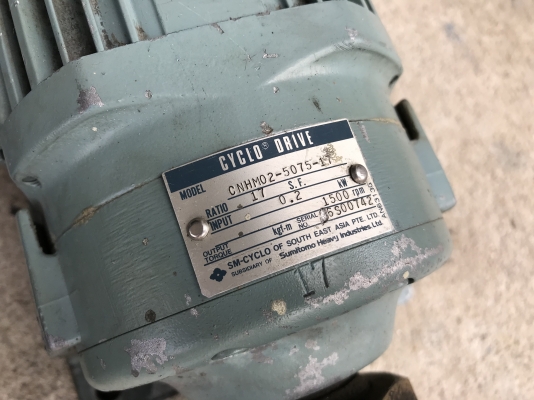 CYCLO® DRIVE
MODEL CNHM02-5075-17
RATIO 17 S.F.
INPUT 0.2 kW 1500 rpm
OUTPUT TORQUE kgf-m SERIAL NO. S00742
SM-CYCLO OF SOUTH EAST ASIA PTE. LTD.
SUBSIDIARY OF Sumitomo Heavy Industries Ltd
17